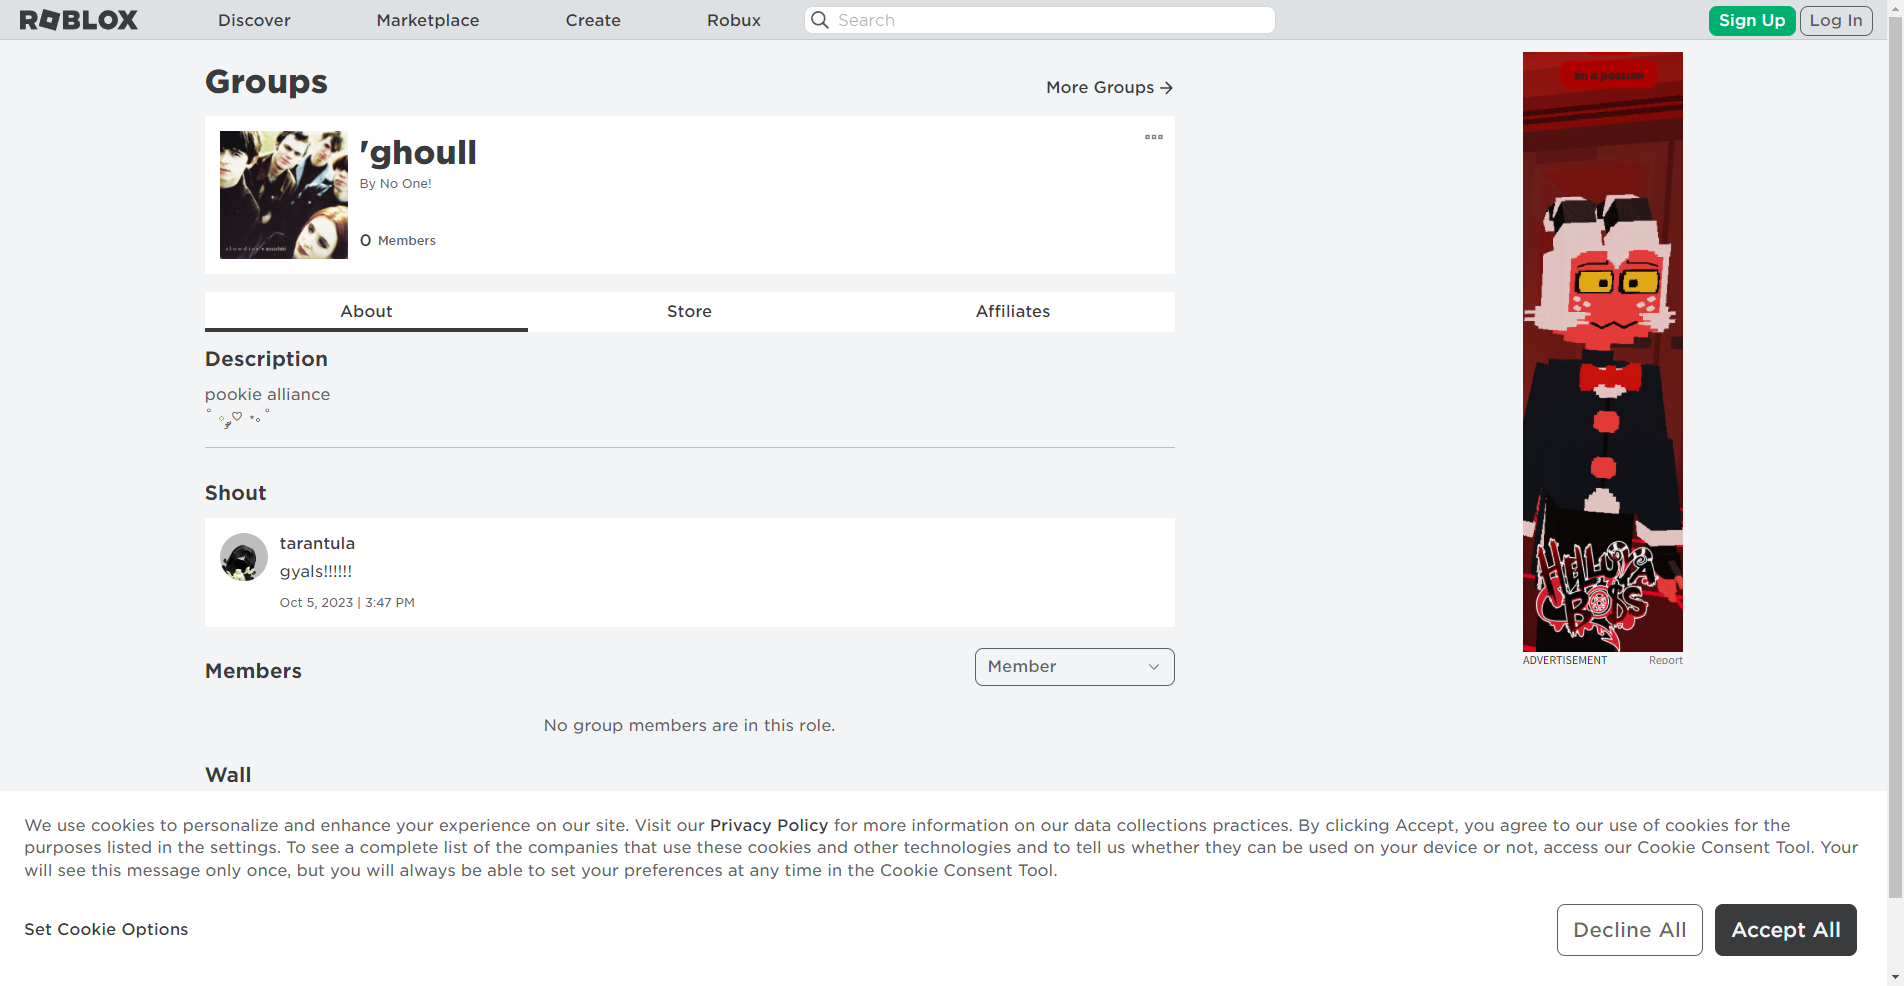 ROBLOX
Discover
Marketplace
Create
Robux
Search
Sign Up
Log In
Groups
More Groups
'ghoull
By No One!
0 Members
About
Store
Affiliates
Description
pookie alliance
Shout
tarantula
gyals!!!!!!
Oct 5, 2023 | 3:47 PM
Members
Member
No group members are in this role.
Wall
im a possum
HELLUVA
BOSS
ADVERTISEMENT
Report
We use cookies to personalize and enhance your experience on our site. Visit our Privacy Policy for more information on our data collections practices. By clicking Accept, you agree to our use of cookies for the
purposes listed in the settings. To see a complete list of the companies that use these cookies and other technologies and to tell us whether they can be used on your device or not, access our Cookie Consent Tool. Your
will see this message only once, but you will always be able to set your preferences at any time in the Cookie Consent Tool.
Set Cookie Options
Decline All
Accept All